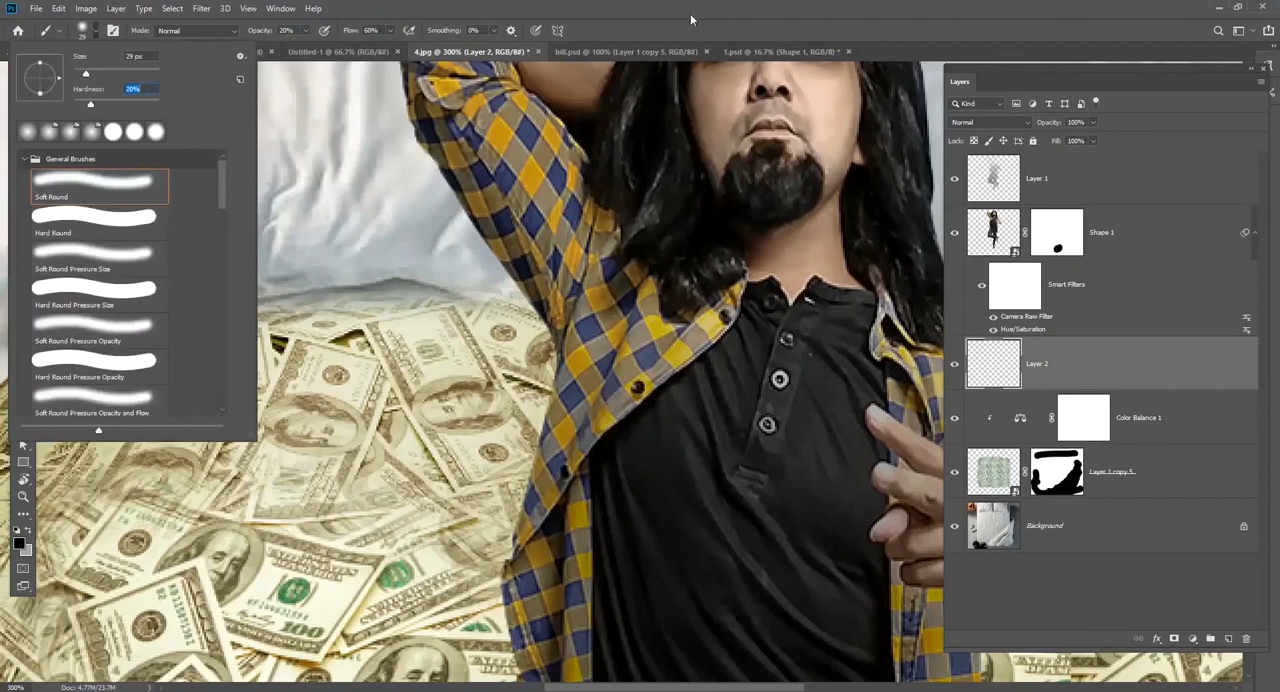 Ps File Edit Image Layer Type Select Filter 3D View Window Help
29 Mode: Normal Opacity: 20% Flow: 60% Smoothing: 0%
Untitled-1 @ 66.7% (RGB/8#) × 4.jpg @ 300% (Layer 2, RGB/8#) * × bill.psd @ 100% (Layer 1 copy 5, RGB/8#) × 1.psd @ 16.7% (Shape 1, RGB/8#) * ×
Size: 29 px
Hardness: 20%
General Brushes
Soft Round
Hard Round
Soft Round Pressure Size
Hard Round Pressure Size
Soft Round Pressure Opacity
Hard Round Pressure Opacity
Soft Round Pressure Opacity and Flow
Layers
Kind
Normal Opacity: 100%
Lock: Fill: 100%
Layer 1
Shape 1
Smart Filters
Camera Raw Filter
Hue/Saturation
Layer 2
Color Balance 1
Layer 1 copy 5
Background
100
300% Doc: 4.77M/23.7M